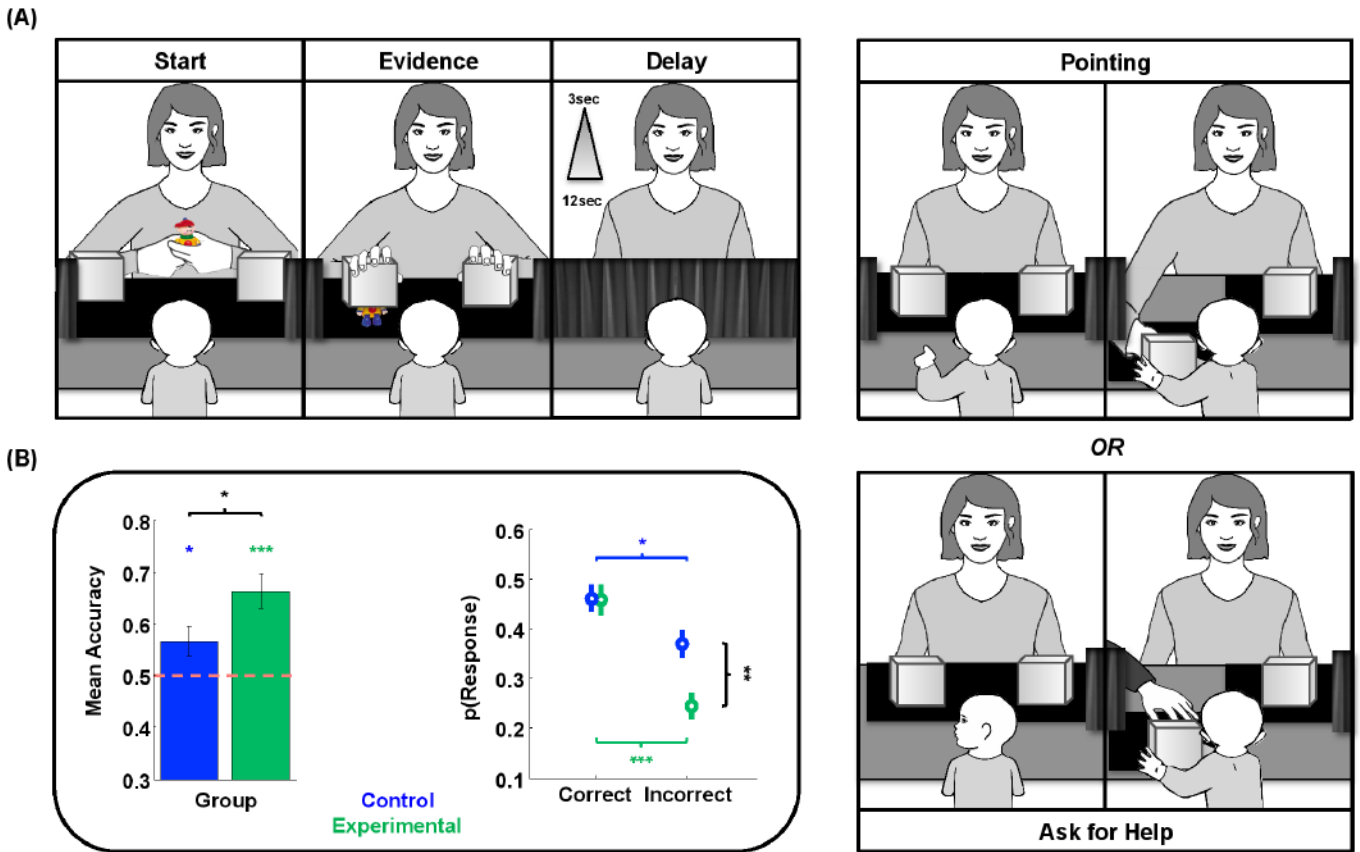 (A)
Start
Evidence
Delay
Pointing
3sec
12sec
OR
(B)
Mean Accuracy
0.8
0.7
0.6
0.5
0.4
0.3
*
*
***
Group
p(Response)
0.6
0.5
0.4
0.3
0.2
0.1
*
**
***
Correct Incorrect
Control
Experimental
Ask for Help